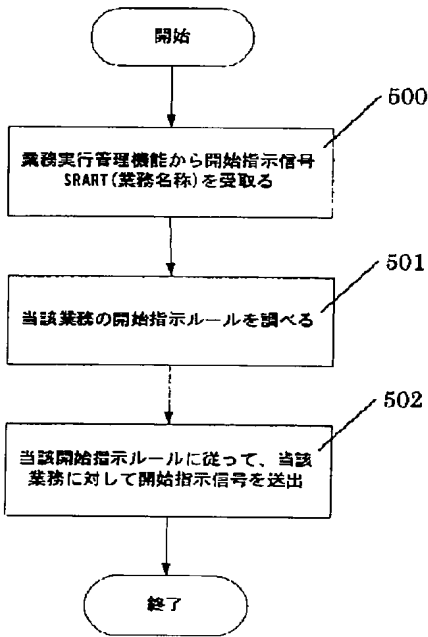 開始
500
業務実行管理機能から開始指示信号
SRART(業務名称)を受取る
501
当該業務の開始指示ルールを調べる
502
当該開始指示ルールに従って、当該
業務に対して開始指示信号を送出
終了